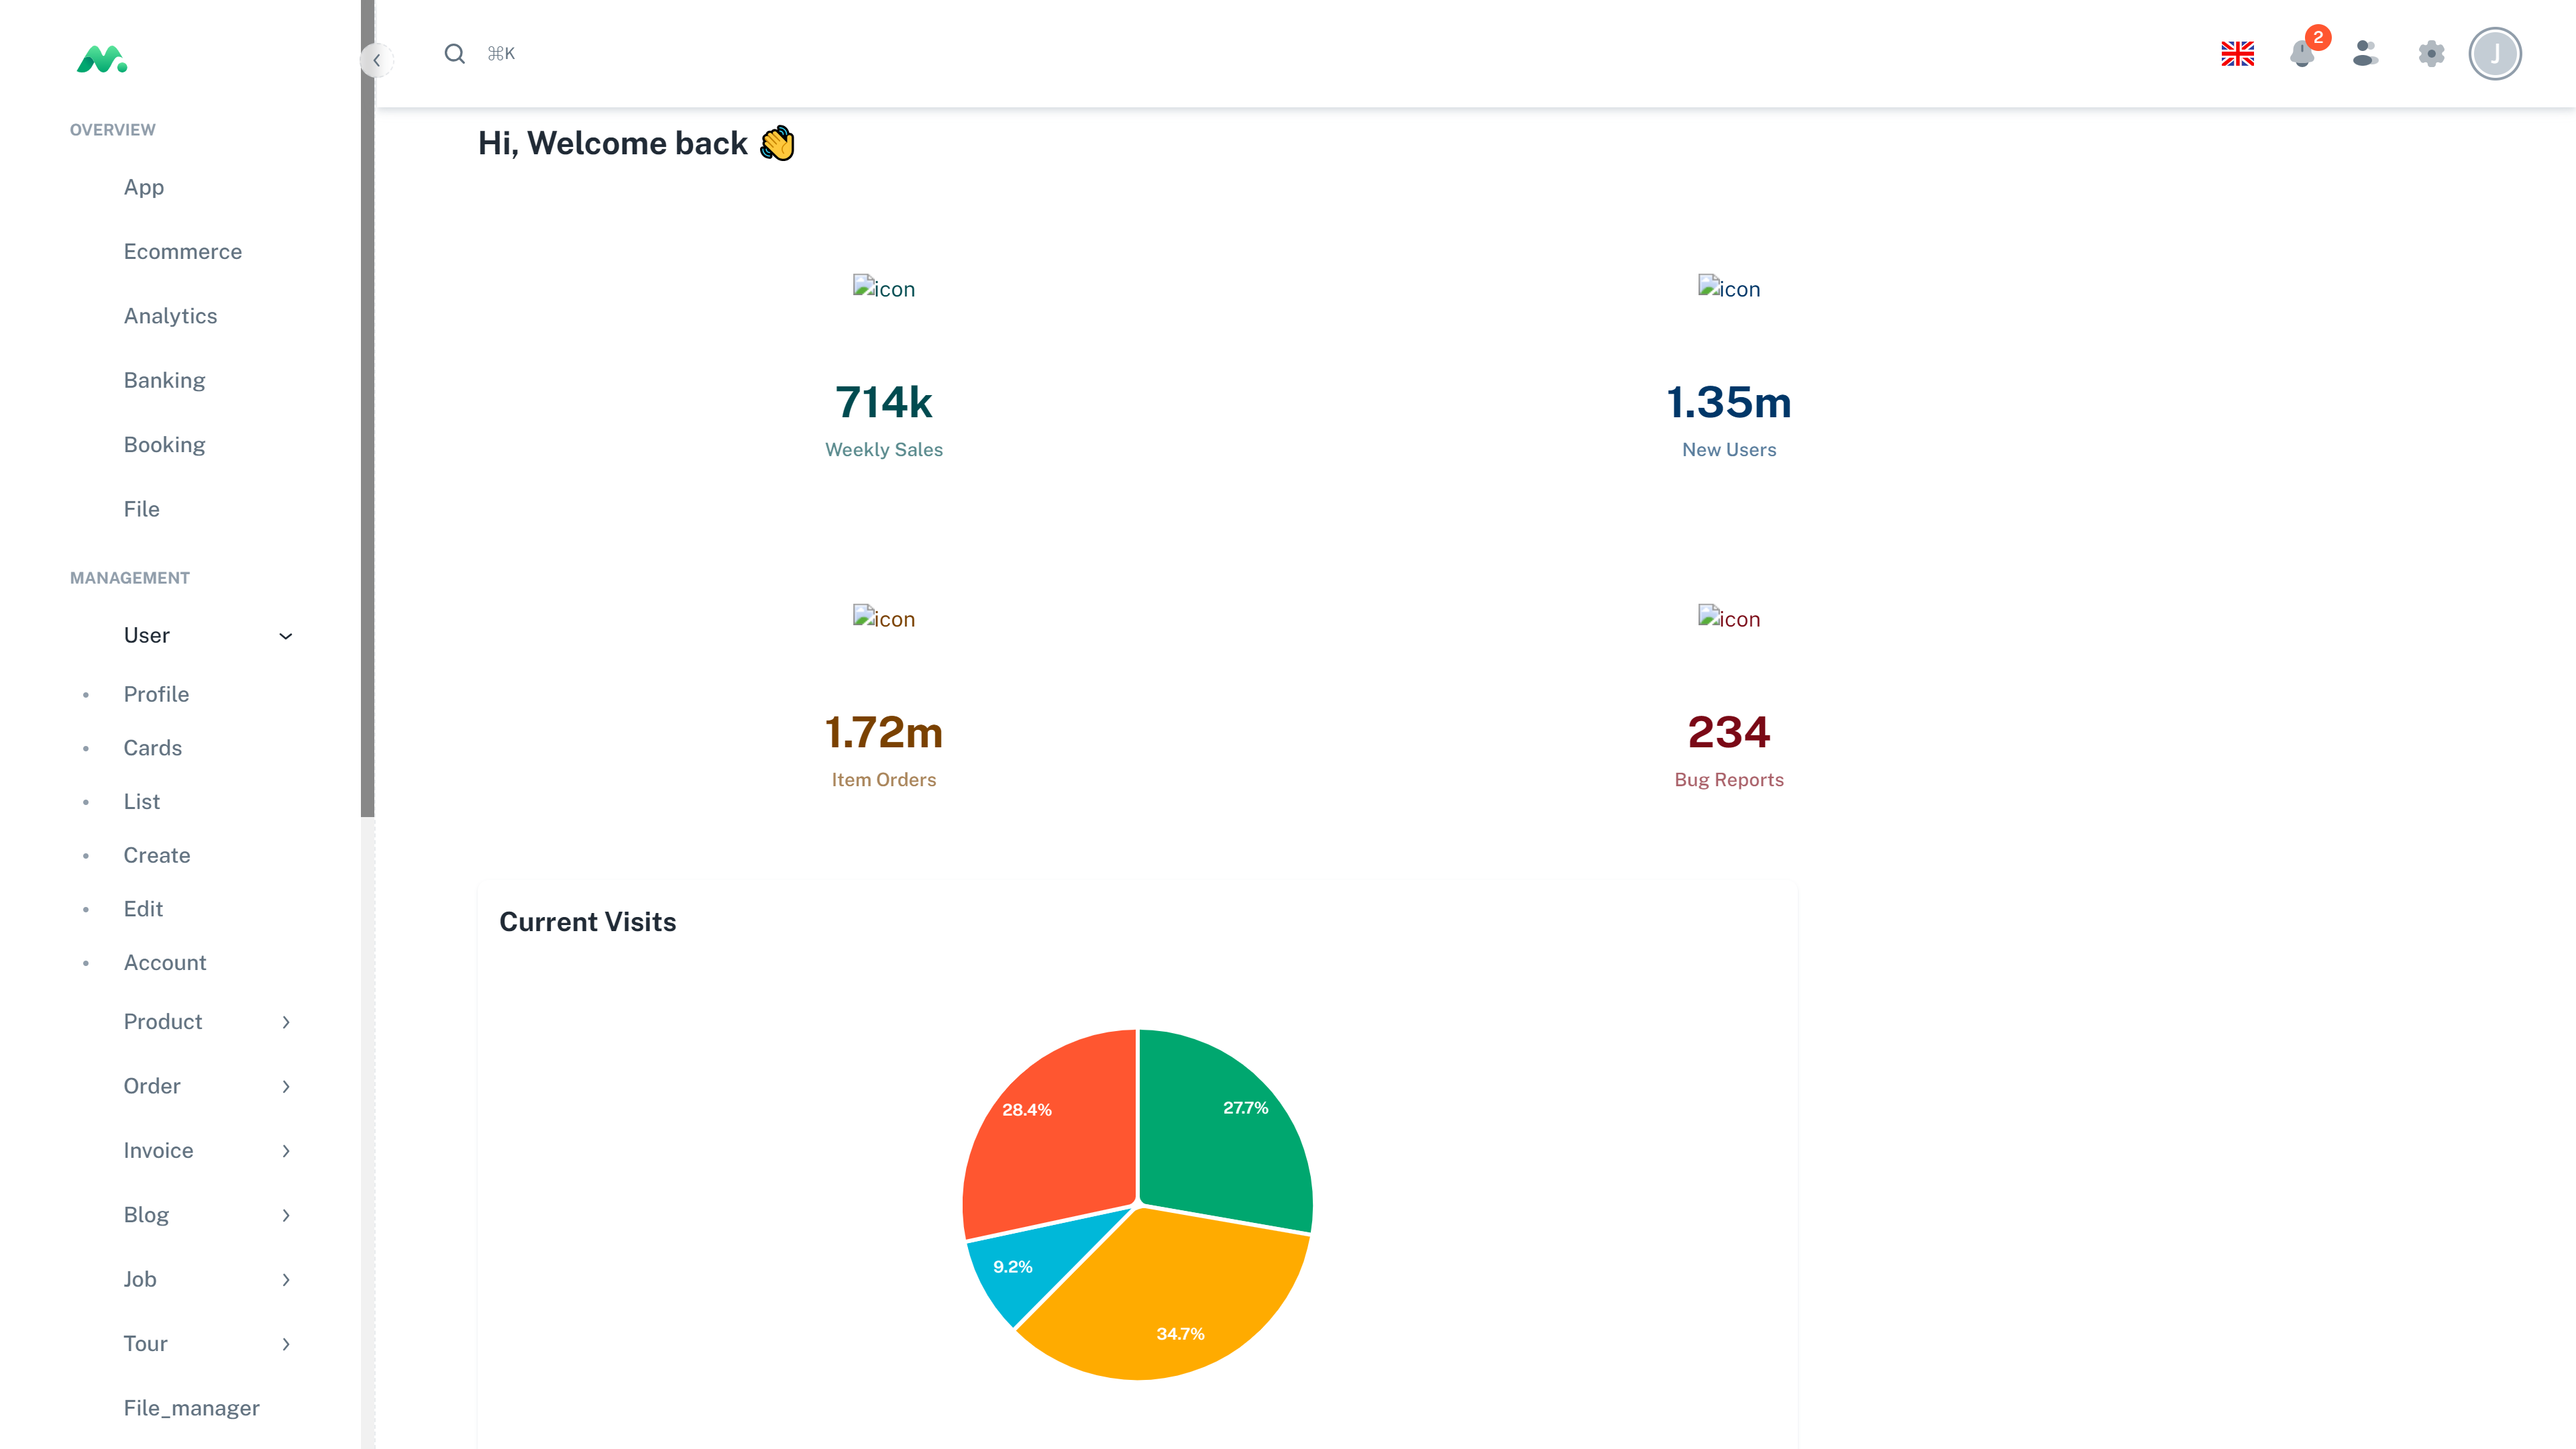 ⌘K
2
J
OVERVIEW
App
Ecommerce
Analytics
Banking
Booking
File
MANAGEMENT
User
Profile
Cards
List
Create
Edit
Account
Product
Order
Invoice
Blog
Job
Tour
File_manager
Hi, Welcome back 👋
icon
714k
Weekly Sales
icon
1.35m
New Users
icon
1.72m
Item Orders
icon
234
Bug Reports
Current Visits
28.4%
27.7%
9.2%
34.7%